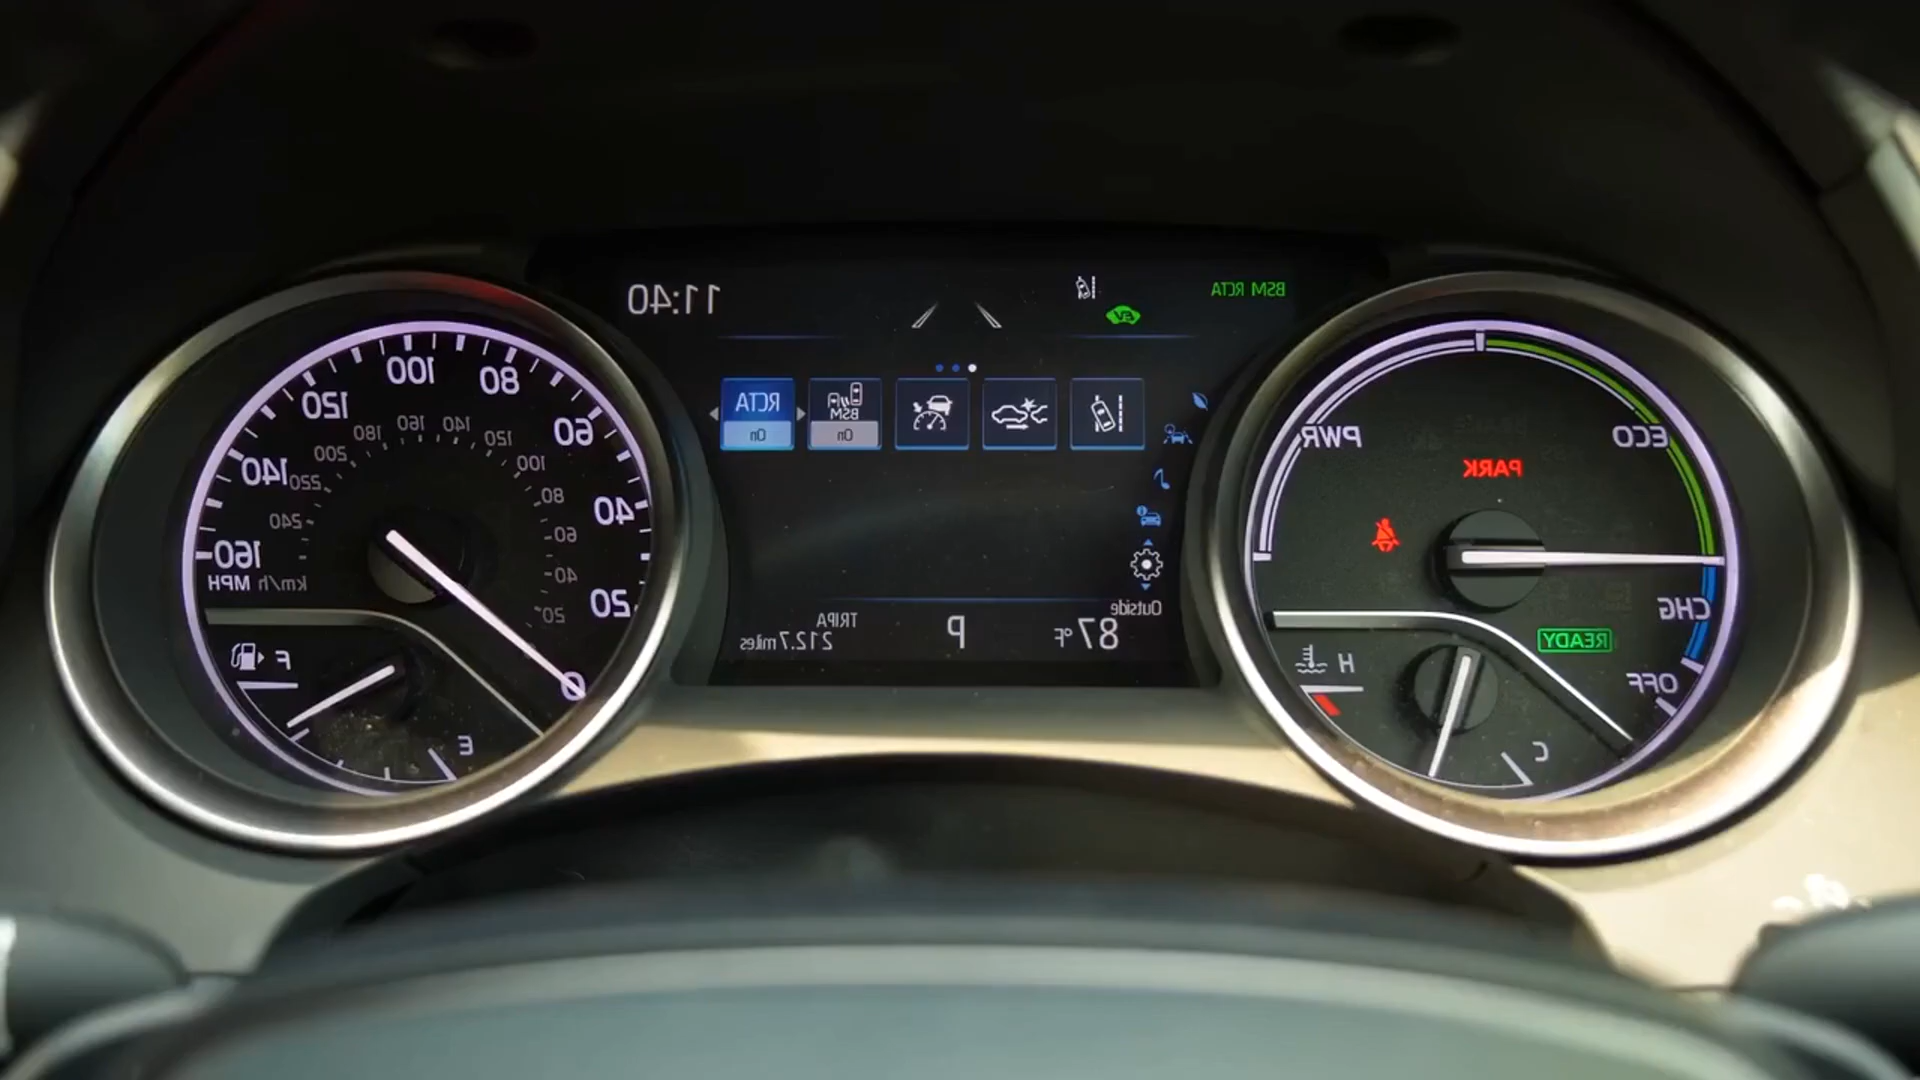 11:40
BSM RCTA
EV
RCTA
On
BSM
On
Outside
87°F
P
TRIP A
212.7 miles
0
20
40
60
80
100
120
140
160
MPH
km/h
20
40
60
80
100
120
140
160
180
200
220
240
F
E
PWR
ECO
PARK
CHG
READY
OFF
H
C